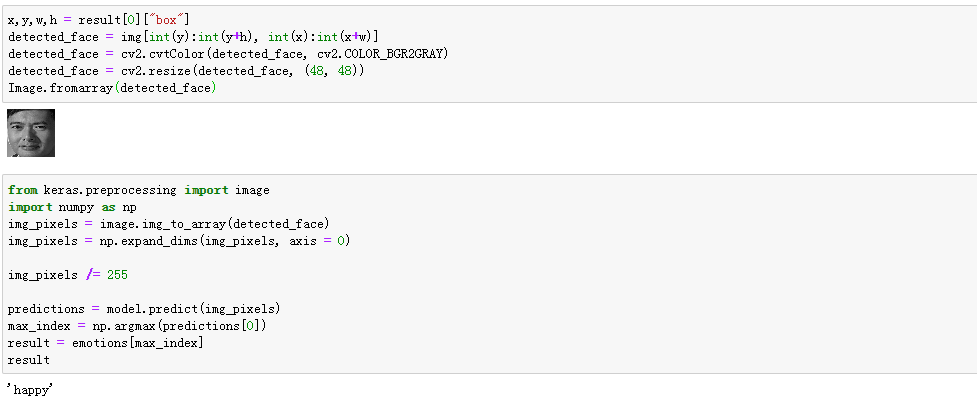 x,y,w,h = result[0]["box"]
detected_face = img[int(y):int(y+h), int(x):int(x+w)]
detected_face = cv2.cvtColor(detected_face, cv2.COLOR_BGR2GRAY)
detected_face = cv2.resize(detected_face, (48, 48))
Image.fromarray(detected_face)
from keras.preprocessing import image
import numpy as np
img_pixels = image.img_to_array(detected_face)
img_pixels = np.expand_dims(img_pixels, axis = 0)
img_pixels /= 255
predictions = model.predict(img_pixels)
max_index = np.argmax(predictions[0])
result = emotions[max_index]
result
'happy'